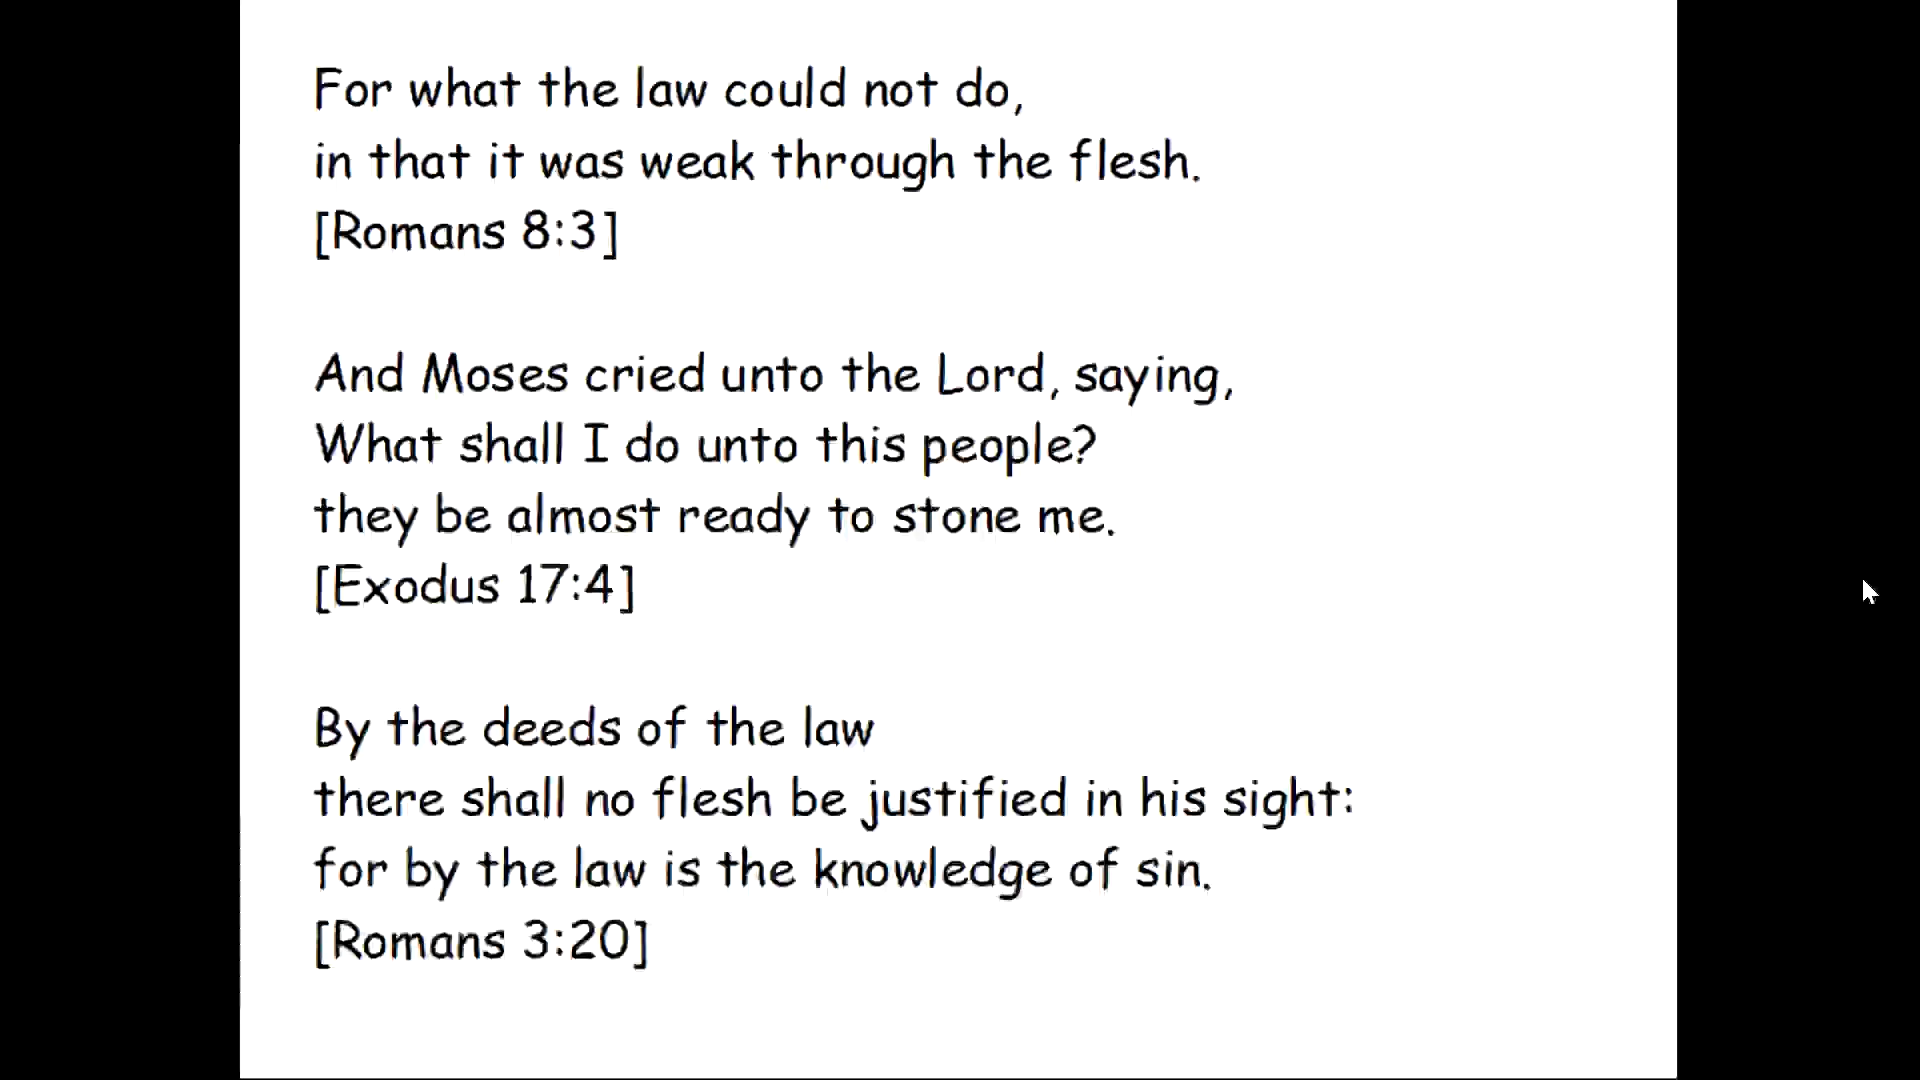 For what the law could not do,
in that it was weak through the flesh.
[Romans 8:3]
And Moses cried unto the Lord, saying,
What shall I do unto this people?
they be almost ready to stone me.
[Exodus 17:4]
By the deeds of the law
there shall no flesh be justified in his sight:
for by the law is the knowledge of sin.
[Romans 3:20]